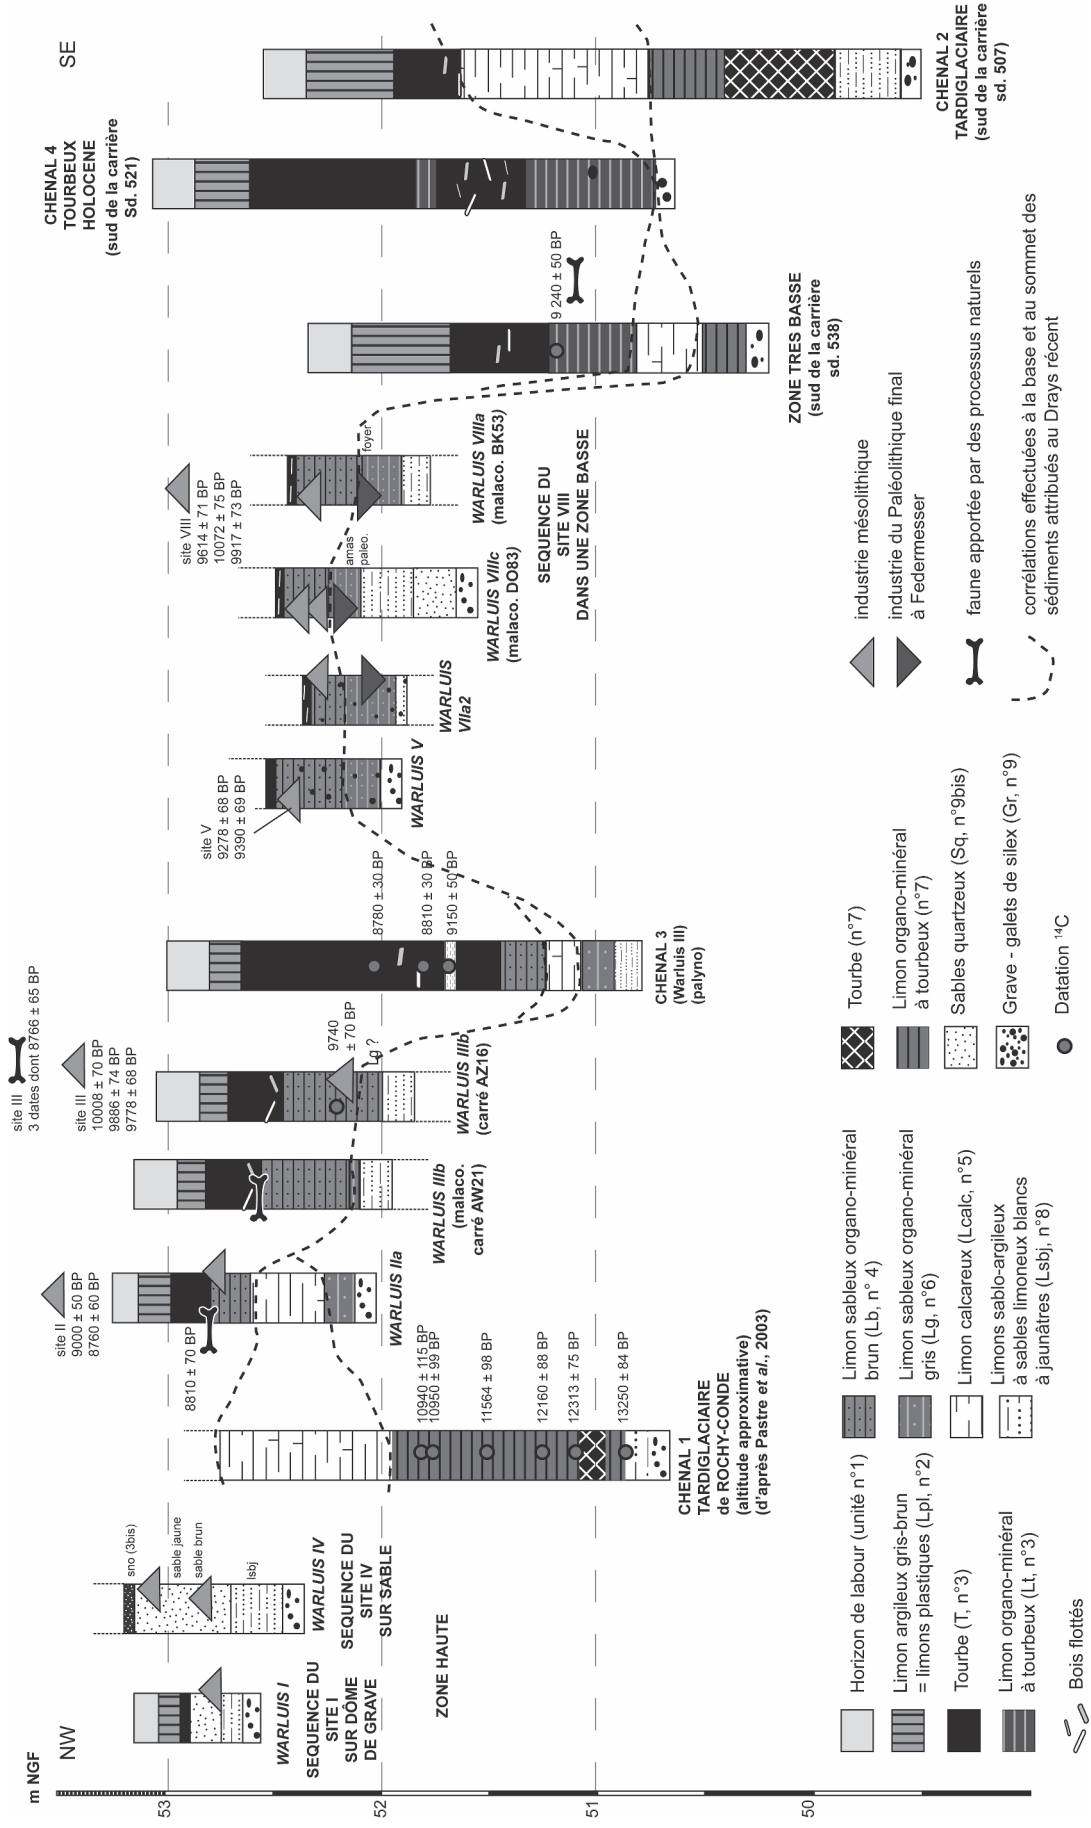 m NGF
NW
SE
53
52
51
50
WARLUIS I
SEQUENCE DU
SITE I
SUR DÔME
DE GRAVE
ZONE HAUTE
sno (3bis)
sable jaune
sable brun
lsbj
WARLUIS IV
SEQUENCE DU
SITE IV
SUR SABLE
10940 ± 115 BP
10950 ± 99 BP
11564 ± 98 BP
12160 ± 88 BP
12313 ± 75 BP
13250 ± 84 BP
CHENAL 1
TARDIGLACIAIRE
de ROCHY-CONDE
(altitude approximative)
(d'après Pastre et al., 2003)
site II
9000 ± 50 BP
8760 ± 60 BP
8810 ± 70 BP
WARLUIS IIa
WARLUIS IIIb
(malaco.
carré AW21)
site III
3 dates dont 8766 ± 65 BP
site III
10008 ± 70 BP
9886 ± 74 BP
9778 ± 68 BP
9740
± 70 BP
Lg ?
WARLUIS IIIb
(carré AZ16)
8780 ± 30 BP
8810 ± 30 BP
9150 ± 50 BP
CHENAL 3
(Warluis III)
(palyno)
site V
9278 ± 68 BP
9390 ± 69 BP
WARLUIS V
WARLUIS
VIIa2
amas
paleo.
WARLUIS VIIIc
(malaco. DO83)
site VIII
9614 ± 71 BP
10072 ± 75 BP
9917 ± 73 BP
foyer
WARLUIS VIIIa
(malaco. BK53)
SEQUENCE DU
SITE VIII
DANS UNE ZONE BASSE
9 240 ± 50 BP
ZONE TRES BASSE
(sud de la carrière
sd. 538)
CHENAL 4
TOURBEUX
HOLOCENE
(sud de la carrière
Sd. 521)
CHENAL 2
TARDIGLACIAIRE
(sud de la carrière
sd. 507)
Horizon de labour (unité n°1)
Limon argileux gris-brun
= limons plastiques (Lpl, n°2)
Tourbe (T, n°3)
Limon organo-minéral
à tourbeux (Lt, n°3)
Bois flottés
Limon sableux organo-minéral
brun (Lb, n° 4)
Limon sableux organo-minéral
gris (Lg, n°6)
Limon calcareux (Lcalc, n°5)
Limons sablo-argileux
à sables limoneux blancs
à jaunâtres (Lsbj, n°8)
Tourbe (n°7)
Limon organo-minéral
à tourbeux (n°7)
Sables quartzeux (Sq, n°9bis)
Grave - galets de silex (Gr, n°9)
Datation 14C
industrie mésolithique
industrie du Paléolithique final
à Federmesser
faune apportée par des processus naturels
corrélations effectuées à la base et au sommet des
sédiments attribués au Drays récent